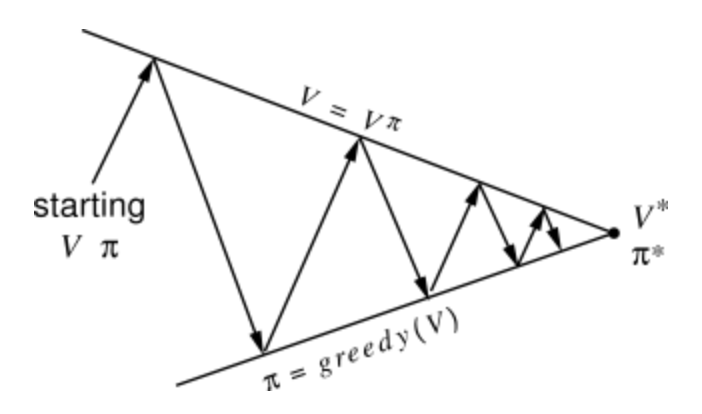 V = Vπ
starting
V π
V*
π*
π = greedy(V)